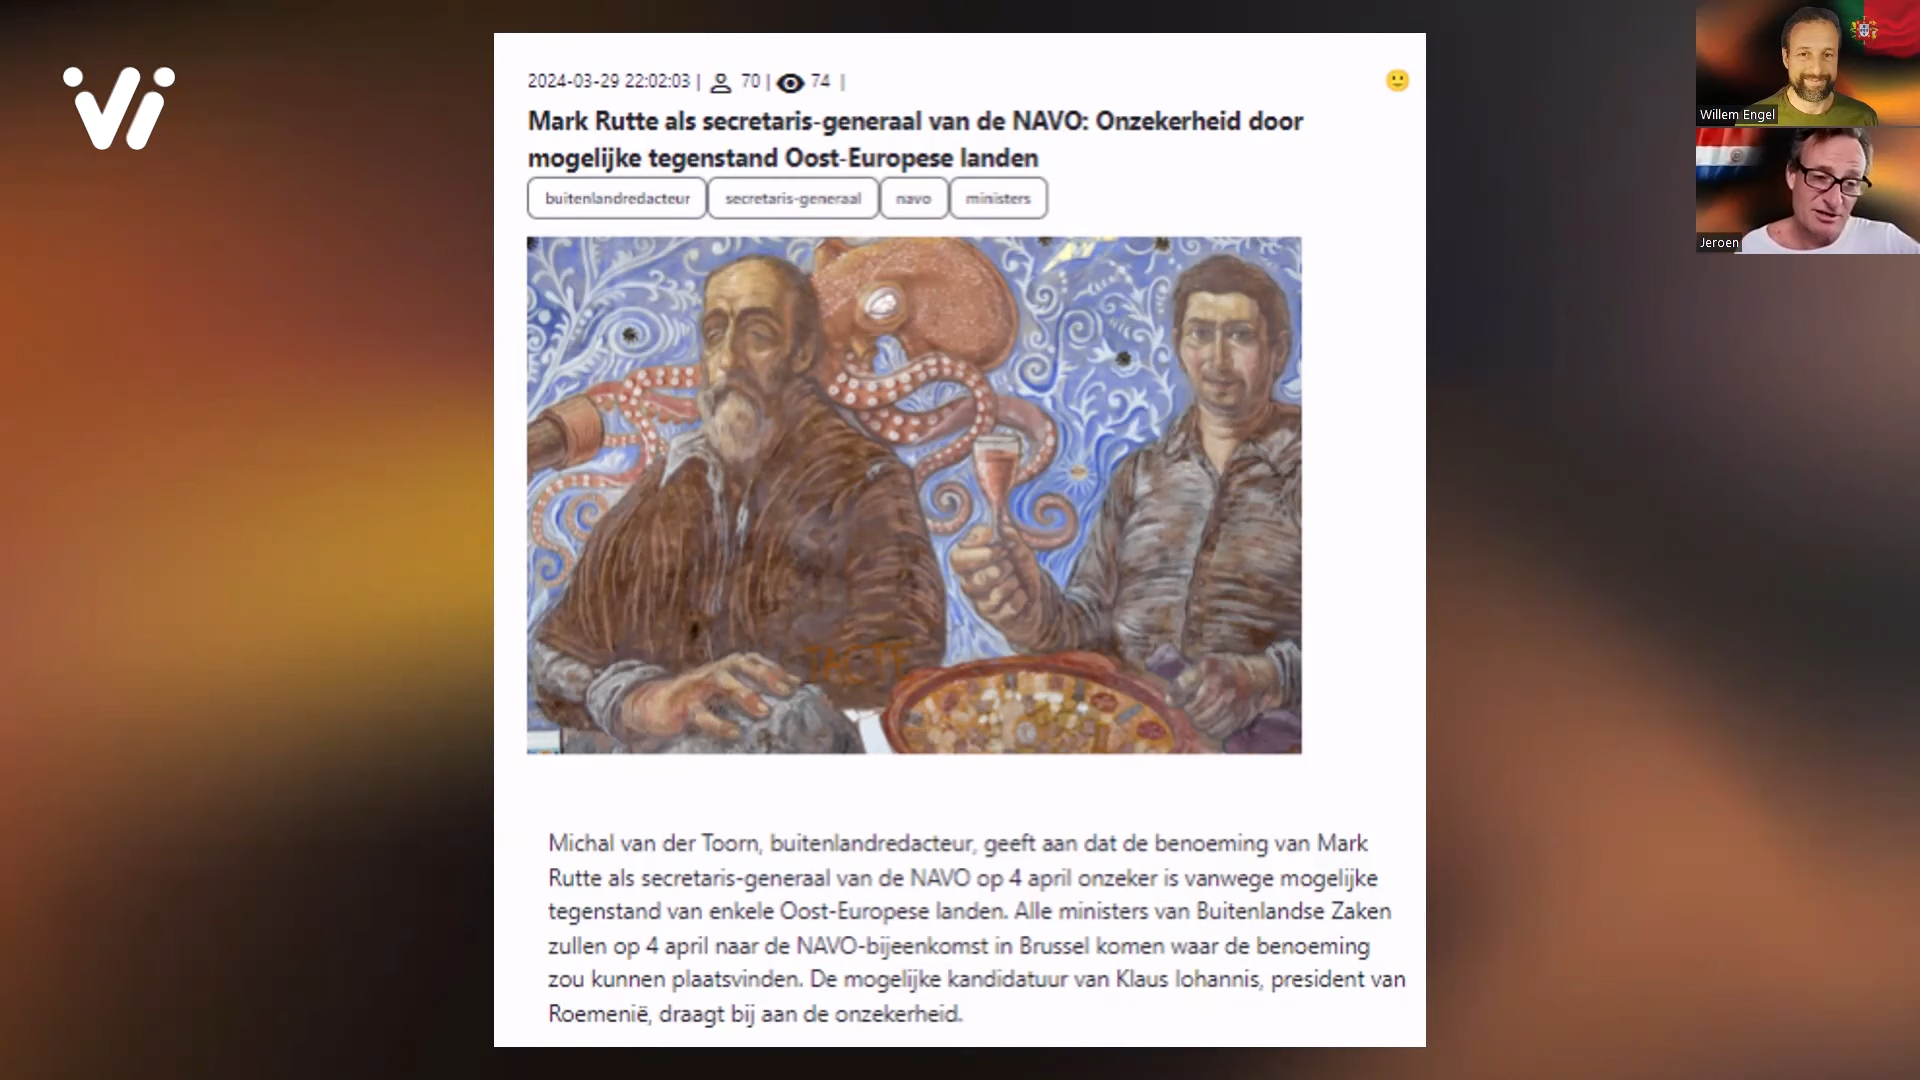 2024-03-29 22:02:03 | 70 | 74 |
Mark Rutte als secretaris-generaal van de NAVO: Onzekerheid door
mogelijke tegenstand Oost-Europese landen
buitenlandredacteur secretaris-generaal navo ministers
TACTE
Michal van der Toorn, buitenlandredacteur, geeft aan dat de benoeming van Mark
Rutte als secretaris-generaal van de NAVO op 4 april onzeker is vanwege mogelijke
tegenstand van enkele Oost-Europese landen. Alle ministers van Buitenlandse Zaken
zullen op 4 april naar de NAVO-bijeenkomst in Brussel komen waar de benoeming
zou kunnen plaatsvinden. De mogelijke kandidatuur van Klaus Iohannis, president van
Roemenië, draagt bij aan de onzekerheid.
Willem Engel
Jeroen